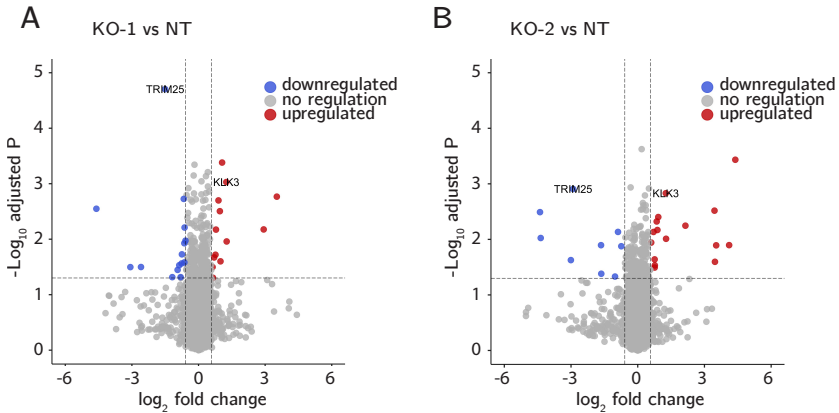 A
KO-1 vs NT
5
4
3
2
1
0
-Log10 adjusted P
TRIM25
KLK3
downregulated
no regulation
upregulated
-6
-3
0
3
6
log2 fold change
B
KO-2 vs NT
5
4
3
2
1
0
-Log10 adjusted P
TRIM25
KLK3
downregulated
no regulation
upregulated
-6
-3
0
3
6
log2 fold change